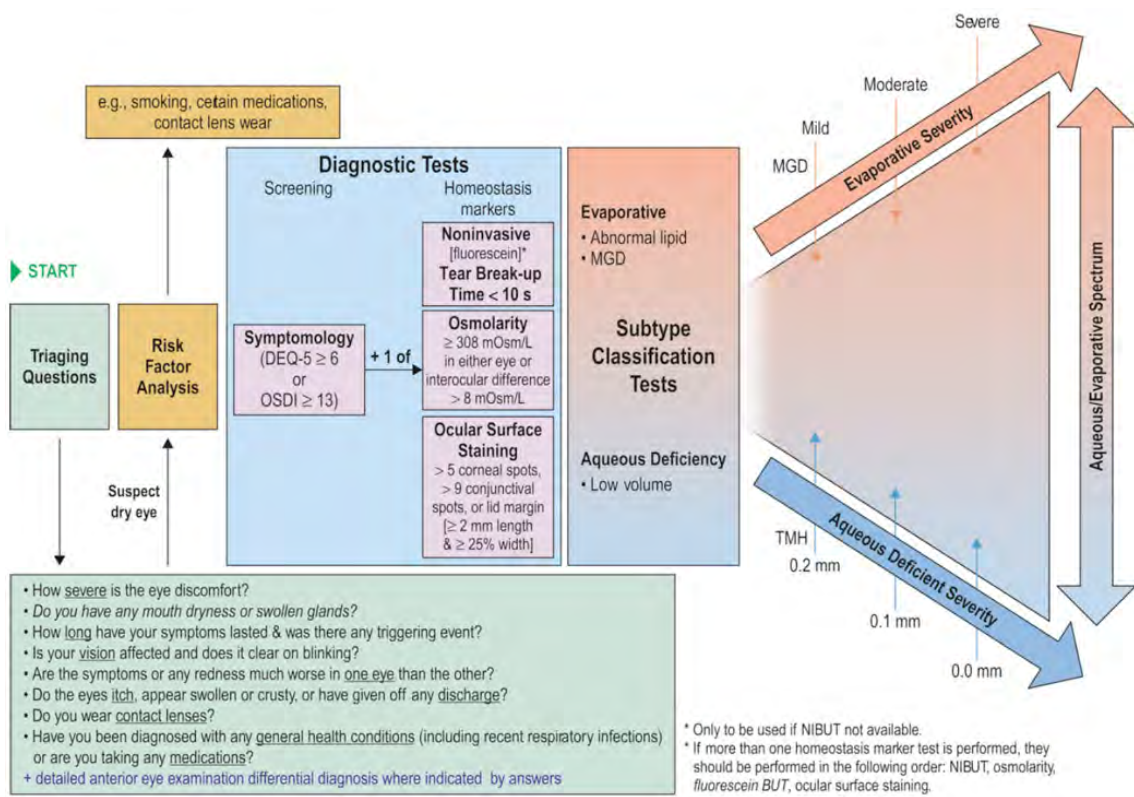 e.g., smoking, certain medications,
contact lens wear
START
Triaging
Questions
Risk
Factor
Analysis
Suspect
dry eye
Diagnostic Tests
Screening
Symptomology
(DEQ-5 ≥ 6
or
OSDI ≥ 13)
+ 1 of
Homeostasis
markers
Noninvasive
[fluorescein]*
Tear Break-up
Time < 10 s
Osmolarity
≥ 308 mOsm/L
in either eye or
interocular difference
> 8 mOsm/L
Ocular Surface
Staining
> 5 corneal spots,
> 9 conjunctival
spots, or lid margin
[≥ 2 mm length
& ≥ 25% width]
Evaporative
• Abnormal lipid
• MGD
Subtype
Classification
Tests
Aqueous Deficiency
• Low volume
Mild
MGD
Moderate
Severe
Evaporative Severity
Aqueous/Evaporative Spectrum
TMH
0.2 mm
0.1 mm
0.0 mm
Aqueous Deficient Severity
• How severe is the eye discomfort?
• Do you have any mouth dryness or swollen glands?
• How long have your symptoms lasted & was there any triggering event?
• Is your vision affected and does it clear on blinking?
• Are the symptoms or any redness much worse in one eye than the other?
• Do the eyes itch, appear swollen or crusty, or have given off any discharge?
• Do you wear contact lenses?
• Have you been diagnosed with any general health conditions (including recent respiratory infections)
or are you taking any medications?
+ detailed anterior eye examination differential diagnosis where indicated by answers
* Only to be used if NIBUT not available.
* If more than one homeostasis marker test is performed, they
should be performed in the following order: NIBUT, osmolarity,
fluorescein BUT, ocular surface staining.